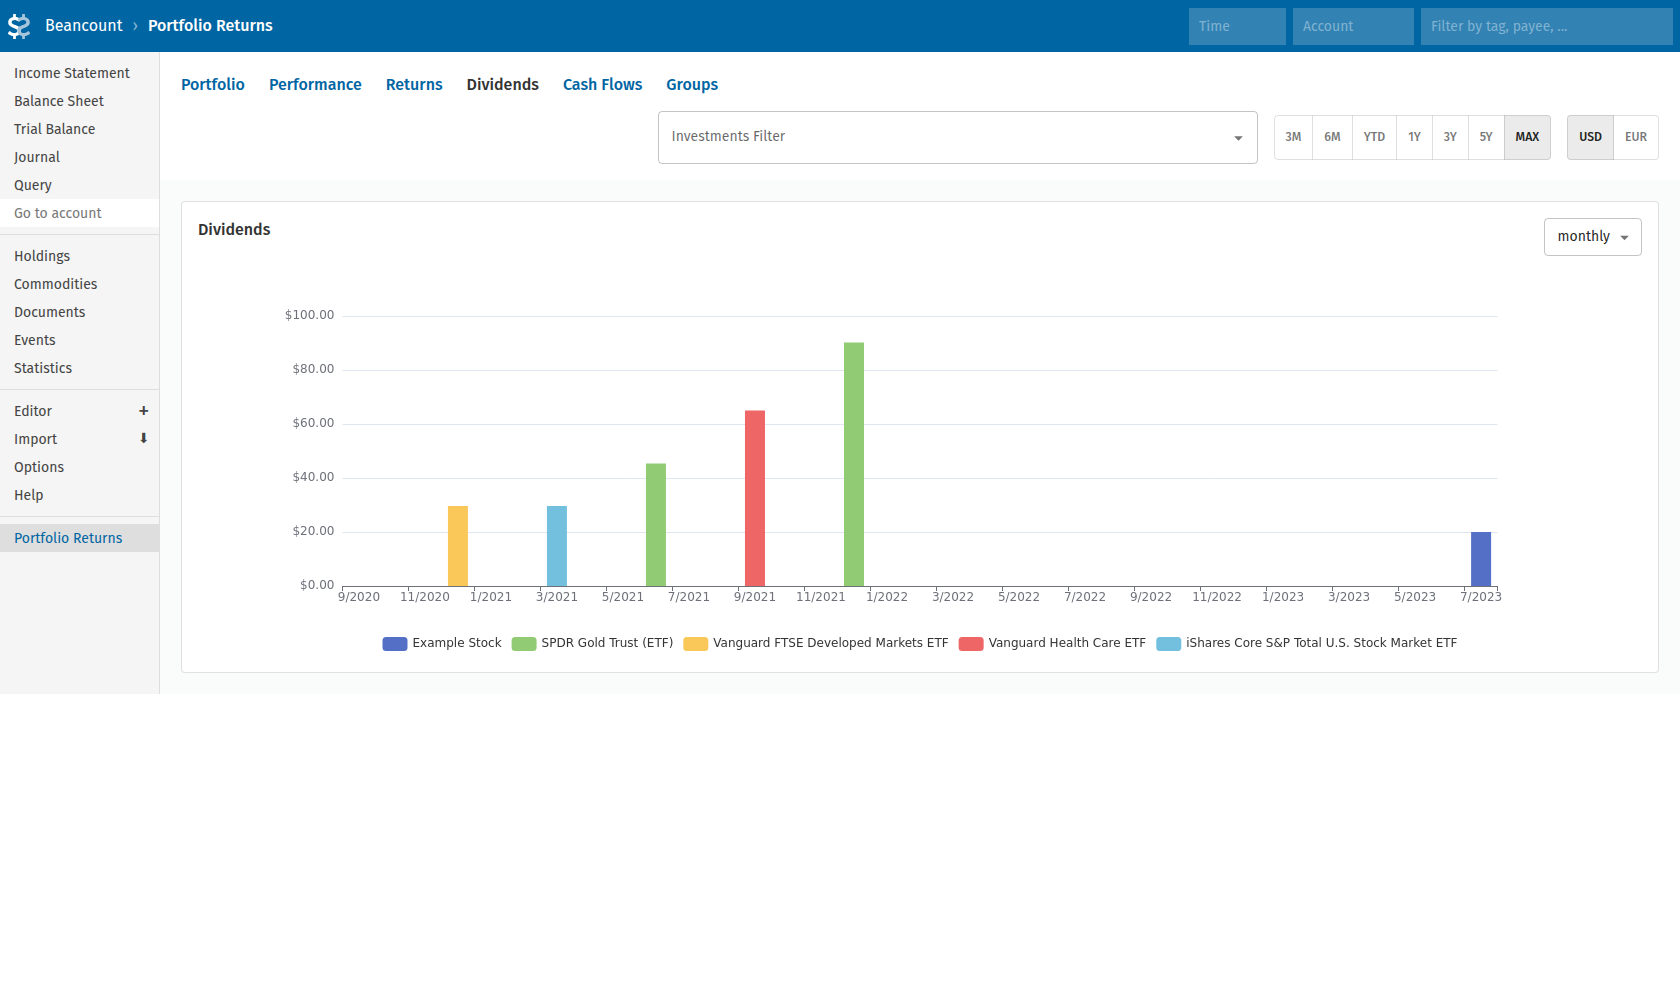 Beancount › Portfolio Returns
Time
Account
Filter by tag, payee, ...
Income Statement
Balance Sheet
Trial Balance
Journal
Query
Go to account
Holdings
Commodities
Documents
Events
Statistics
Editor +
Import ⬇
Options
Help
Portfolio Returns
Portfolio Performance Returns Dividends Cash Flows Groups
Investments Filter
3M 6M YTD 1Y 3Y 5Y MAX
USD EUR
Dividends
monthly
$100.00
$80.00
$60.00
$40.00
$20.00
$0.00
9/2020 11/2020 1/2021 3/2021 5/2021 7/2021 9/2021 11/2021 1/2022 3/2022 5/2022 7/2022 9/2022 11/2022 1/2023 3/2023 5/2023 7/2023
Example Stock SPDR Gold Trust (ETF) Vanguard FTSE Developed Markets ETF Vanguard Health Care ETF iShares Core S&P Total U.S. Stock Market ETF